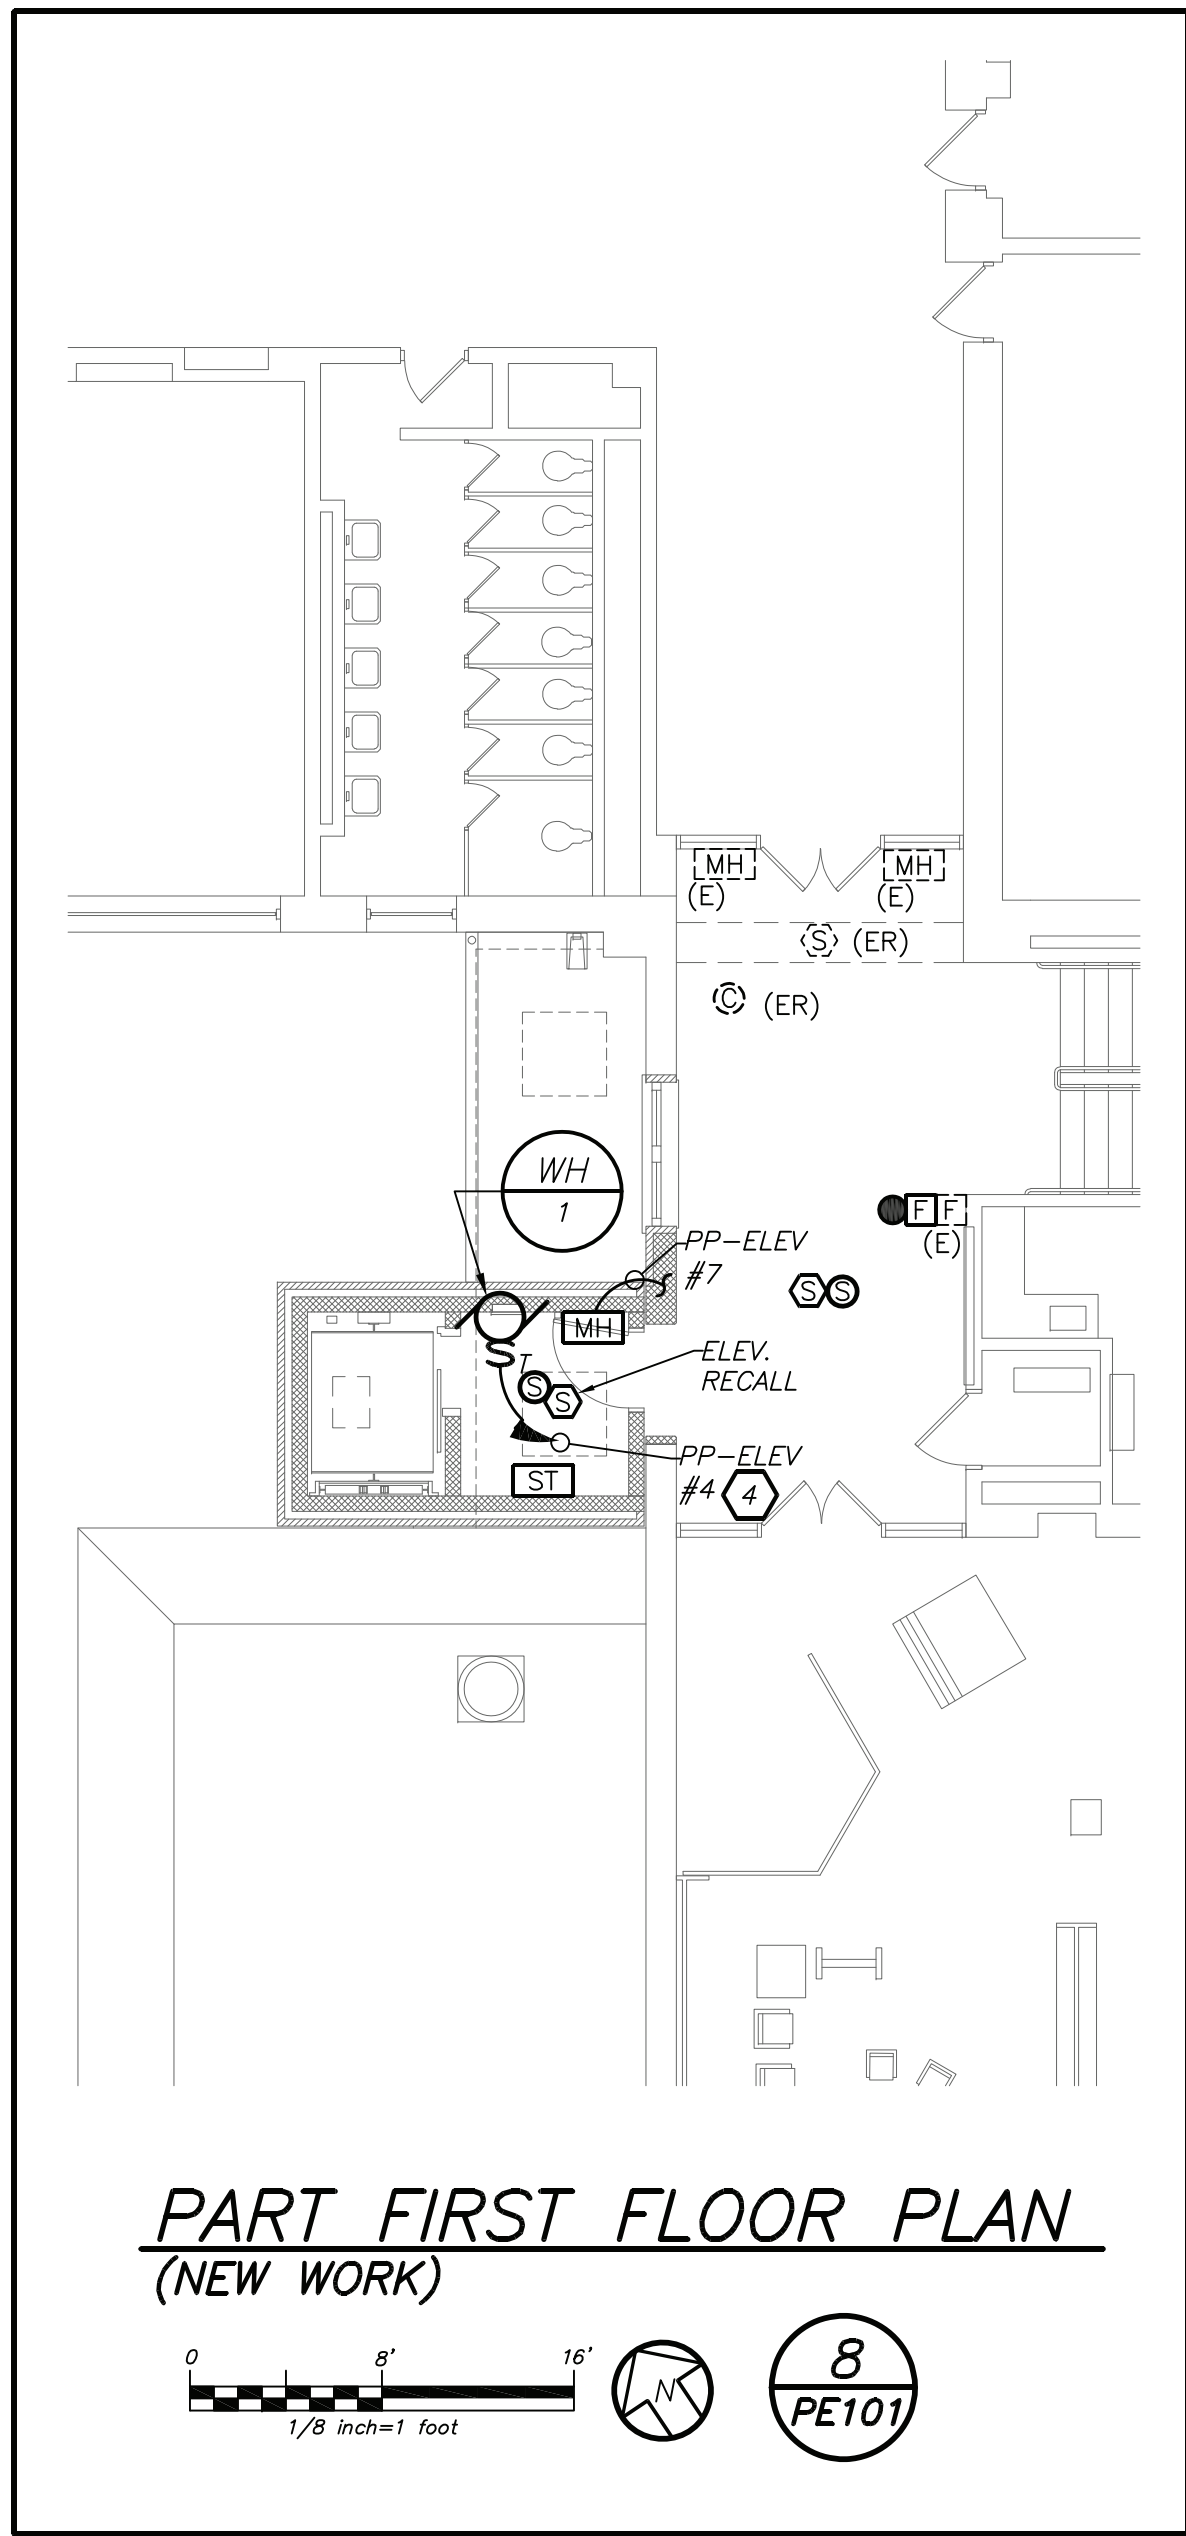 MH MH
(E) (E)
S (ER)
C (ER)
WH
1
F F
(E)
PP-ELEV
#7
S S
MH
T
S S
ELEV.
RECALL
PP-ELEV
#4 4
ST
PART FIRST FLOOR PLAN
(NEW WORK)
0 8' 16'
1/8 inch=1 foot
N
8
PE101